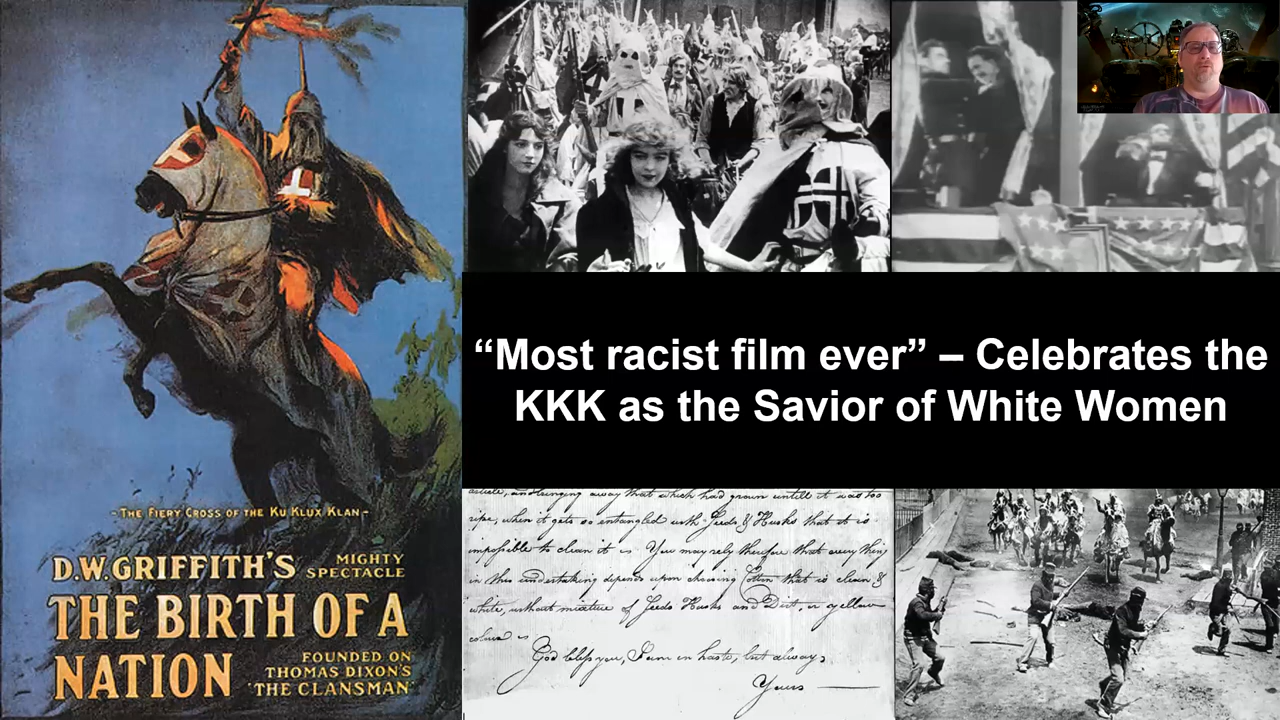 “Most racist film ever” – Celebrates the
KKK as the Savior of White Women
-The Fiery Cross of the Ku Klux Klan-
D.W. GRIFFITH'S
MIGHTY
SPECTACLE
THE BIRTH OF A
NATION
FOUNDED ON
THOMAS DIXON'S
'THE CLANSMAN'
away that which had grown untill it was too
ripe, when it gets so entangled with Seeds & Husks that it is
impossible to clean it is You may rely therefore that every thing
in this undertaking depends upon chusing Cotton that is clean &
white, without mixture of Seeds Husks and Dirt, or a yellow
God bless you, I am in haste, but always,
Yours